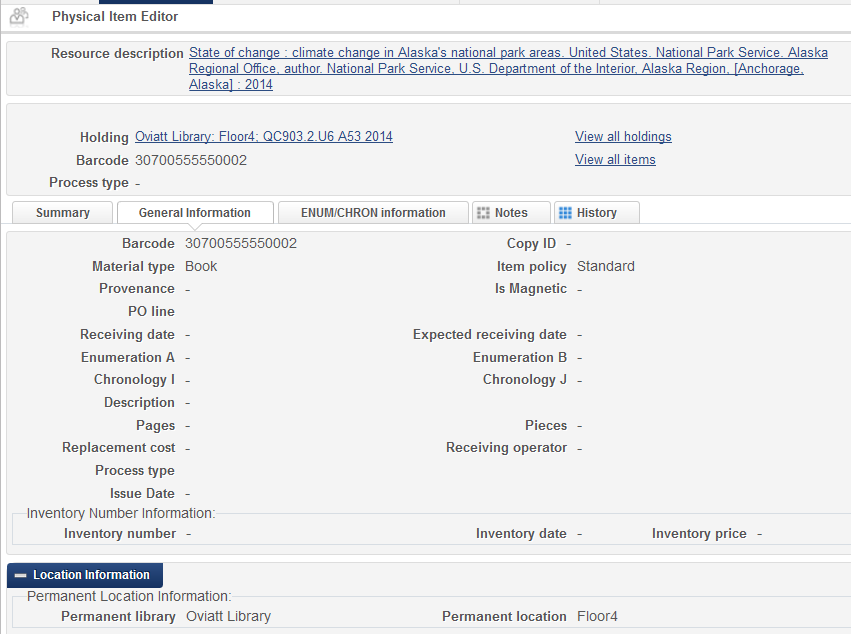 Physical Item Editor
Resource description State of change : climate change in Alaska's national park areas. United States. National Park Service. Alaska
Regional Office, author. National Park Service, U.S. Department of the Interior, Alaska Region, [Anchorage,
Alaska] : 2014
Holding Oviatt Library: Floor4; QC903.2.U6 A53 2014 View all holdings
Barcode 30700555550002 View all items
Process type -
Summary General Information ENUM/CHRON information Notes History
Barcode 30700555550002 Copy ID -
Material type Book Item policy Standard
Provenance - Is Magnetic -
PO line
Receiving date - Expected receiving date -
Enumeration A - Enumeration B -
Chronology I - Chronology J -
Description -
Pages - Pieces -
Replacement cost - Receiving operator -
Process type
Issue Date -
Inventory Number Information:
Inventory number - Inventory date - Inventory price -
Location Information
Permanent Location Information:
Permanent library Oviatt Library Permanent location Floor4